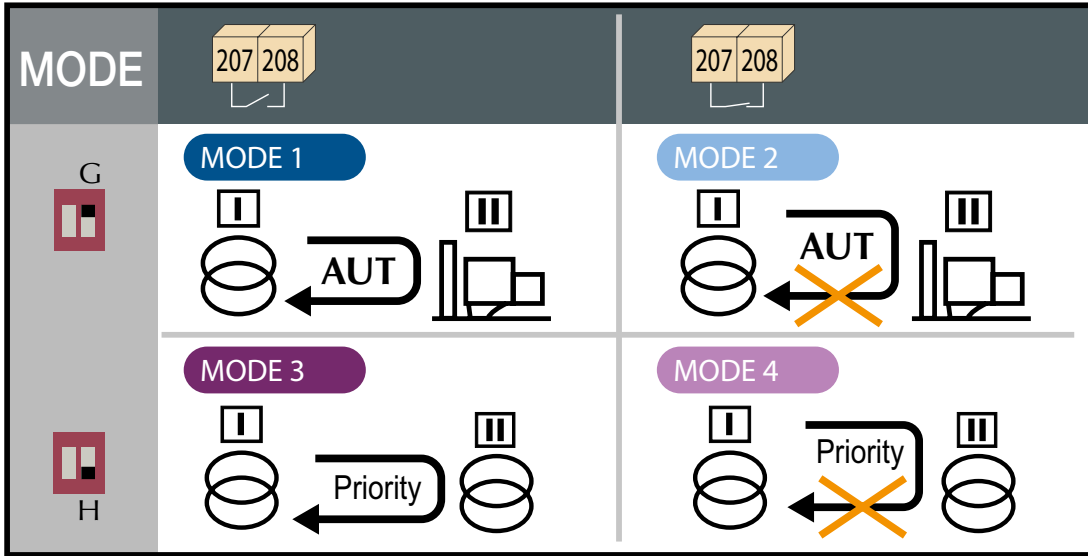 MODE
207 208
207 208
G
MODE 1
I
II
AUT
MODE 2
I
II
AUT
H
MODE 3
I
II
Priority
MODE 4
I
II
Priority